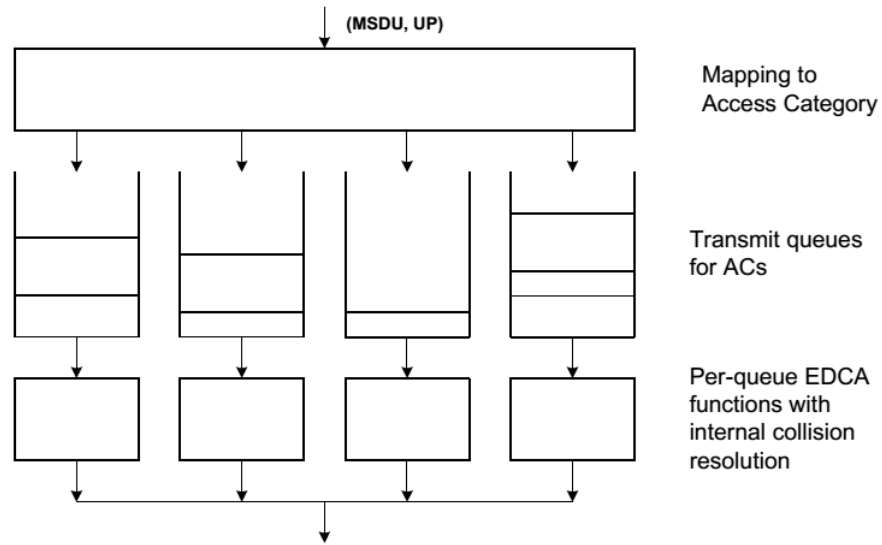 (MSDU, UP)
Mapping to
Access Category
Transmit queues
for ACs
Per-queue EDCA
functions with
internal collision
resolution